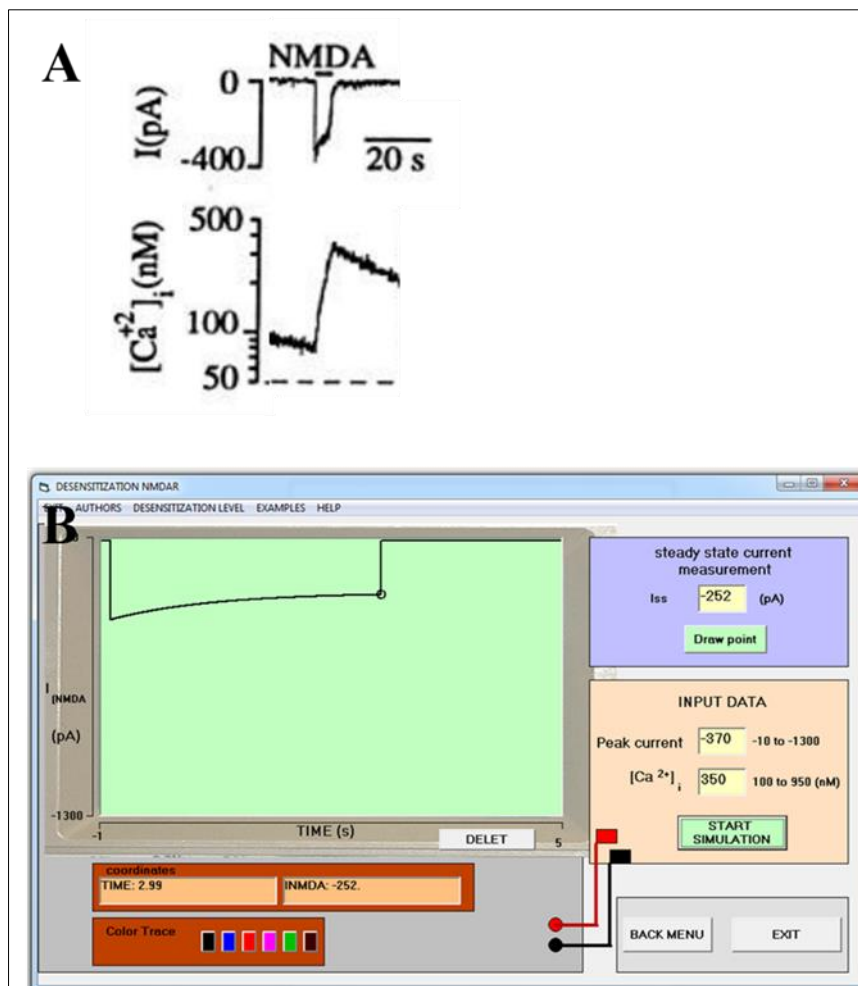 A
NMDA
0
I(pA)
-400
20 s
500
[Ca+2]i(nM)
100
50
DESENSITIZATION NMDAR
AUTHORS DESENSITIZATION LEVEL EXAMPLES HELP
B
I (NMDA
(pA)
-1300
-1
TIME (s)
5
DELET
steady state current
measurement
Iss -252 (pA)
Draw point
INPUT DATA
Peak current -370 -10 to -1300
[Ca 2+]i 350 100 to 950 (nM)
START
SIMULATION
coordinates
TIME: 2.99 INMDA: -252.
Color Trace
BACK MENU EXIT